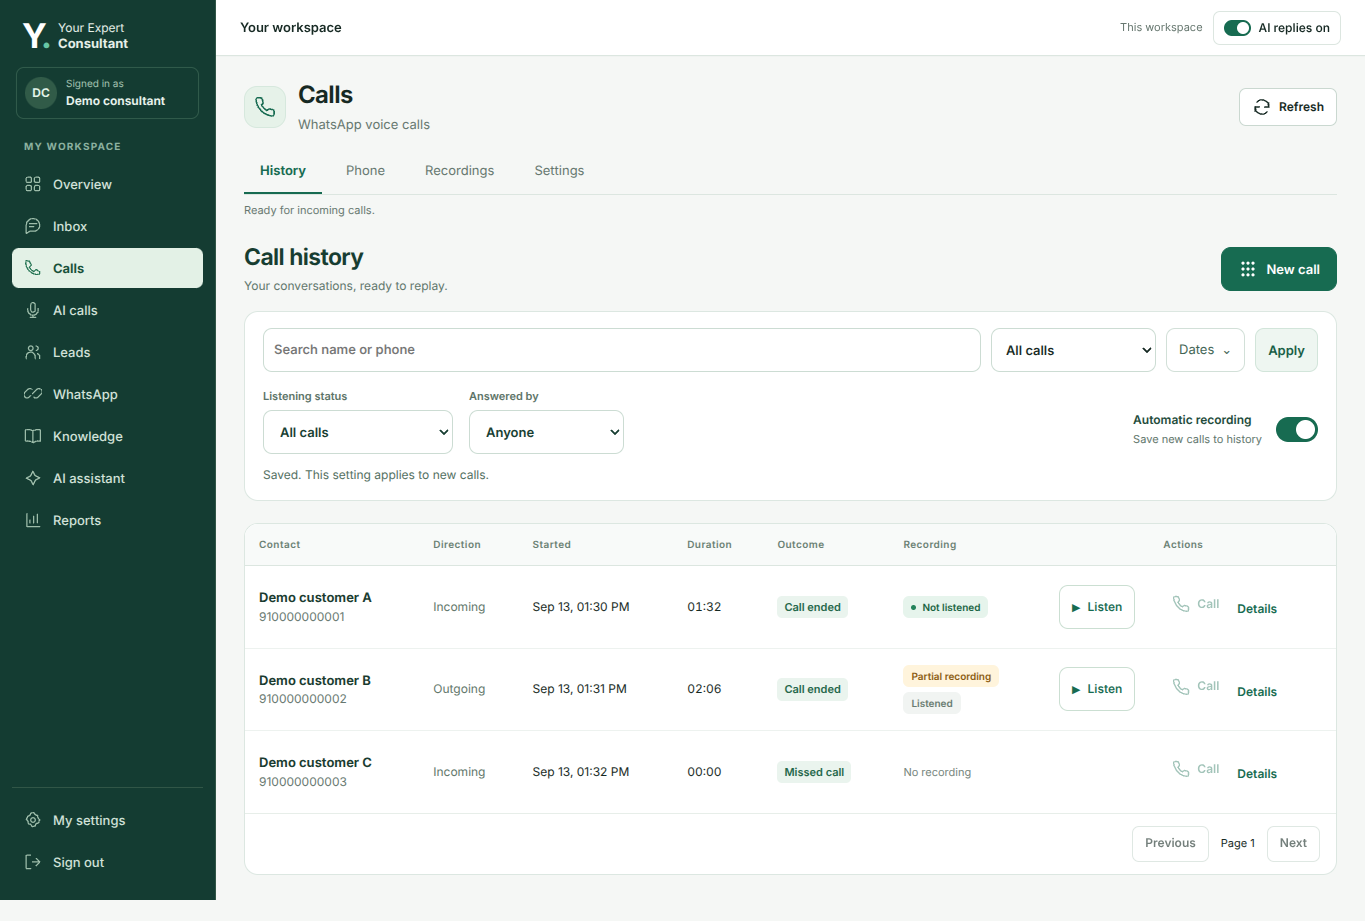 Y.
Your Expert
Consultant
DC
Signed in as
Demo consultant
MY WORKSPACE
Overview
Inbox
Calls
AI calls
Leads
WhatsApp
Knowledge
AI assistant
Reports
My settings
Sign out
Your workspace
This workspace
AI replies on
Calls
WhatsApp voice calls
Refresh
History
Phone
Recordings
Settings
Ready for incoming calls.
Call history
Your conversations, ready to replay.
New call
Search name or phone
All calls
Dates
Apply
Listening status
All calls
Answered by
Anyone
Automatic recording
Save new calls to history
Saved. This setting applies to new calls.
Contact Direction Started Duration Outcome Recording Actions
Demo customer A
910000000001
Incoming
Sep 13, 01:30 PM
01:32
Call ended
Not listened
Listen
Call
Details
Demo customer B
910000000002
Outgoing
Sep 13, 01:31 PM
02:06
Call ended
Partial recording
Listened
Listen
Call
Details
Demo customer C
910000000003
Incoming
Sep 13, 01:32 PM
00:00
Missed call
No recording
Call
Details
Previous
Page 1
Next